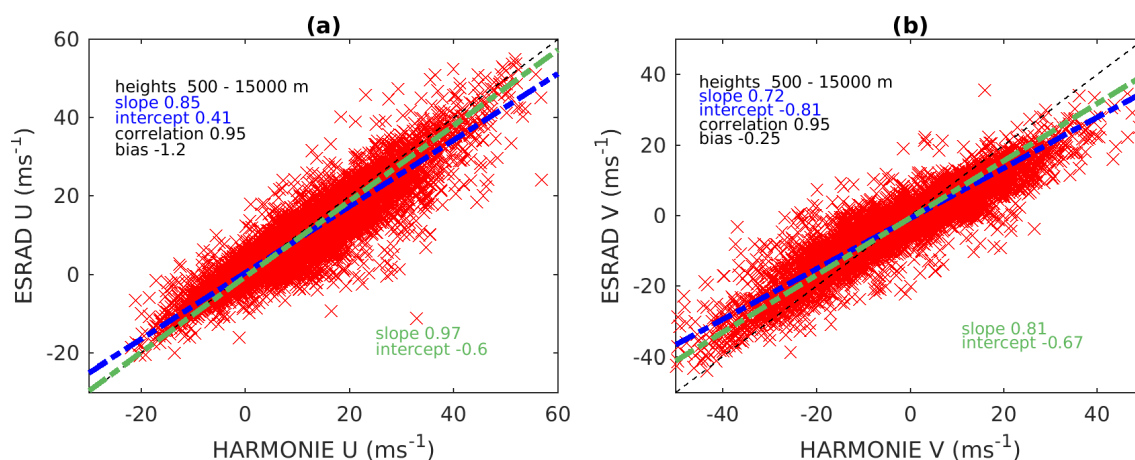 (a)
60
40
20
0
-20
-20
0
20
40
60
ESRAD U (ms-1)
HARMONIE U (ms-1)
heights 500 - 15000 m
slope 0.85
intercept 0.41
correlation 0.95
bias -1.2
slope 0.97
intercept -0.6
(b)
40
20
0
-20
-40
-40
-20
0
20
40
ESRAD V (ms-1)
HARMONIE V (ms-1)
heights 500 - 15000 m
slope 0.72
intercept -0.81
correlation 0.95
bias -0.25
slope 0.81
intercept -0.67